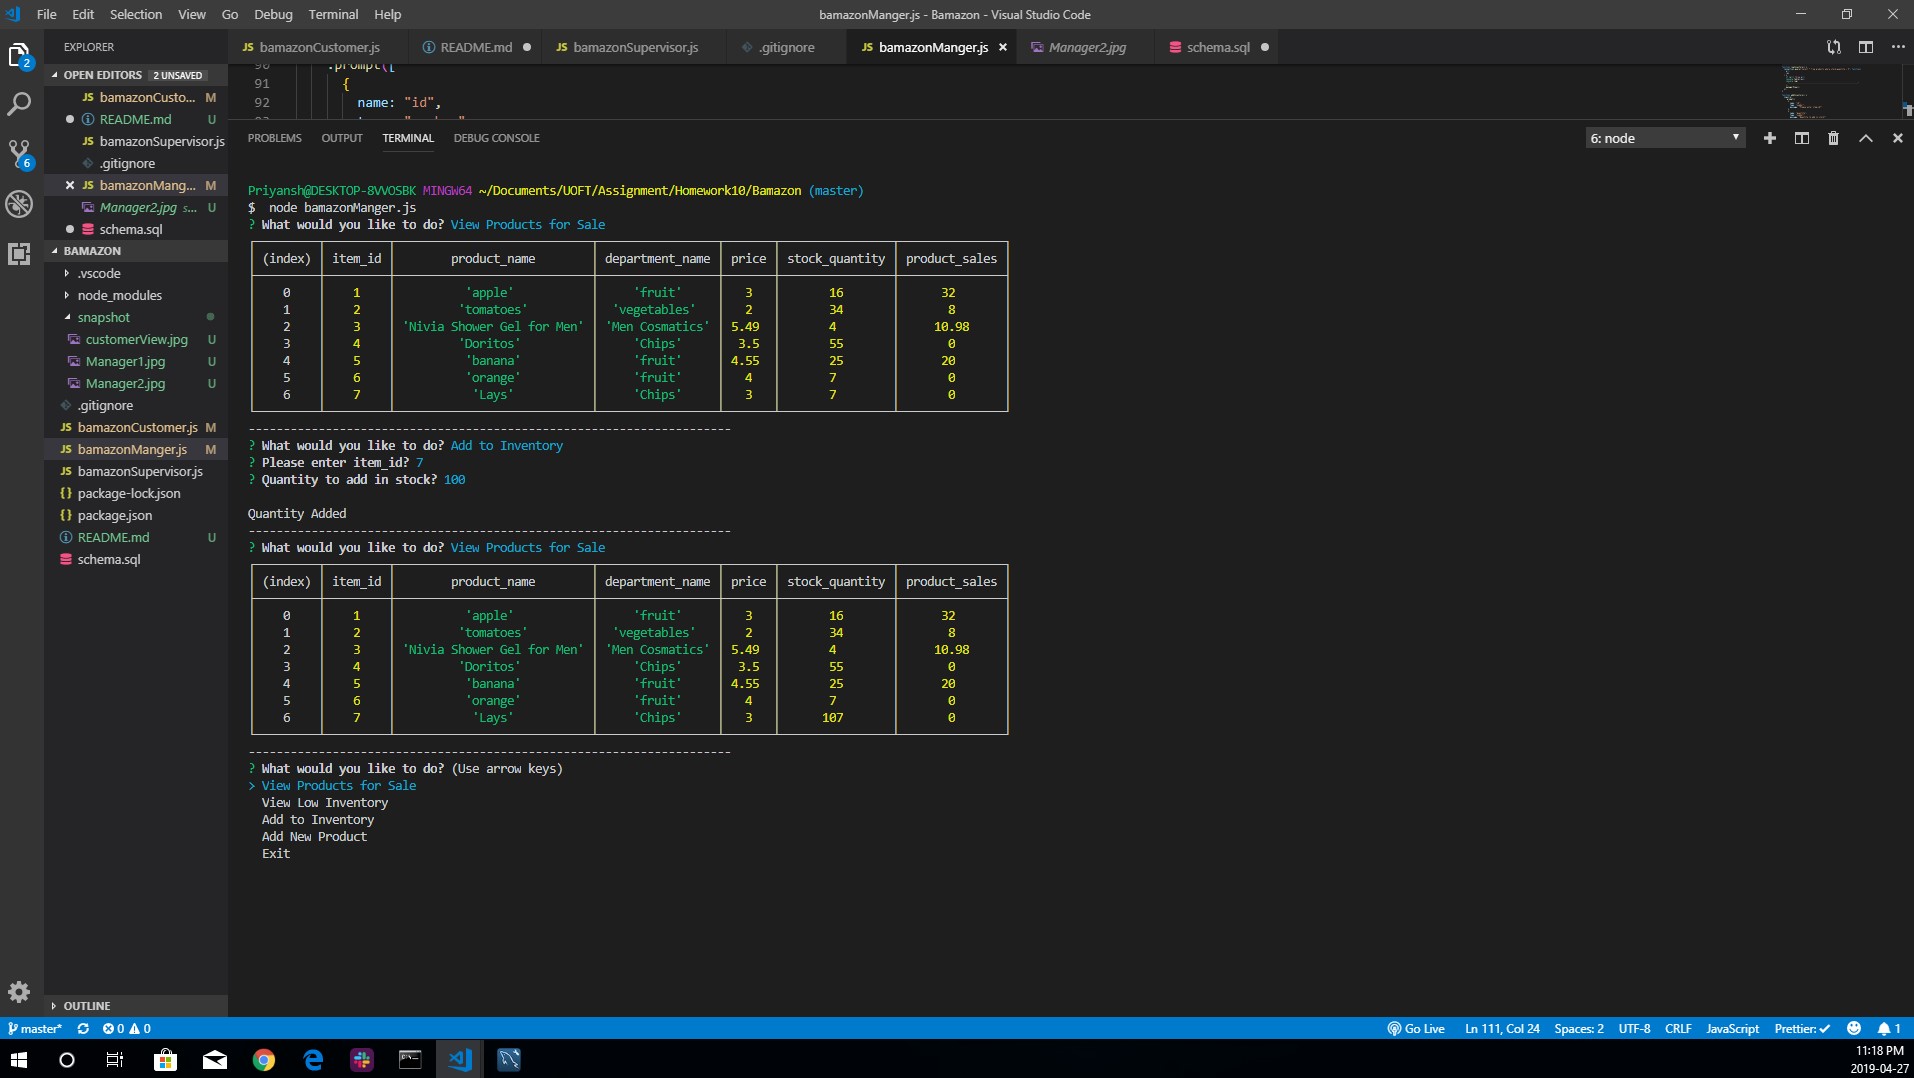 File Edit Selection View Go Debug Terminal Help
bamazonManger.js - Bamazon - Visual Studio Code
EXPLORER
JS bamazonCustomer.js
README.md
JS bamazonSupervisor.js
.gitignore
JS bamazonManger.js
Manager2.jpg
schema.sql
2
OPEN EDITORS 2 UNSAVED
JS bamazonCusto... M
README.md U
JS bamazonSupervisor.js
.gitignore
JS bamazonMang... M
Manager2.jpg s... U
schema.sql
6
BAMAZON
.vscode
node_modules
snapshot
customerView.jpg U
Manager1.jpg U
Manager2.jpg U
.gitignore
JS bamazonCustomer.js M
JS bamazonManger.js M
JS bamazonSupervisor.js
{} package-lock.json
{} package.json
README.md U
schema.sql
OUTLINE
90 .prompt([
91 {
92 name: "id",
PROBLEMS OUTPUT TERMINAL DEBUG CONSOLE
6: node
Priyansh@DESKTOP-8VVOSBK MINGW64 ~/Documents/UOFT/Assignment/Homework10/Bamazon (master)
$ node bamazonManger.js
? What would you like to do? View Products for Sale
(index) item_id product_name department_name price stock_quantity product_sales
0 1 'apple' 'fruit' 3 16 32
1 2 'tomatoes' 'vegetables' 2 34 8
2 3 'Nivia Shower Gel for Men' 'Men Cosmatics' 5.49 4 10.98
3 4 'Doritos' 'Chips' 3.5 55 0
4 5 'banana' 'fruit' 4.55 25 20
5 6 'orange' 'fruit' 4 7 0
6 7 'Lays' 'Chips' 3 7 0
---------------------------------------------------------------------
? What would you like to do? Add to Inventory
? Please enter item_id? 7
? Quantity to add in stock? 100
Quantity Added
---------------------------------------------------------------------
? What would you like to do? View Products for Sale
(index) item_id product_name department_name price stock_quantity product_sales
0 1 'apple' 'fruit' 3 16 32
1 2 'tomatoes' 'vegetables' 2 34 8
2 3 'Nivia Shower Gel for Men' 'Men Cosmatics' 5.49 4 10.98
3 4 'Doritos' 'Chips' 3.5 55 0
4 5 'banana' 'fruit' 4.55 25 20
5 6 'orange' 'fruit' 4 7 0
6 7 'Lays' 'Chips' 3 107 0
---------------------------------------------------------------------
? What would you like to do? (Use arrow keys)
> View Products for Sale
View Low Inventory
Add to Inventory
Add New Product
Exit
master* 0 0
Go Live Ln 111, Col 24 Spaces: 2 UTF-8 CRLF JavaScript Prettier: ✓ 1
11:18 PM
2019-04-27